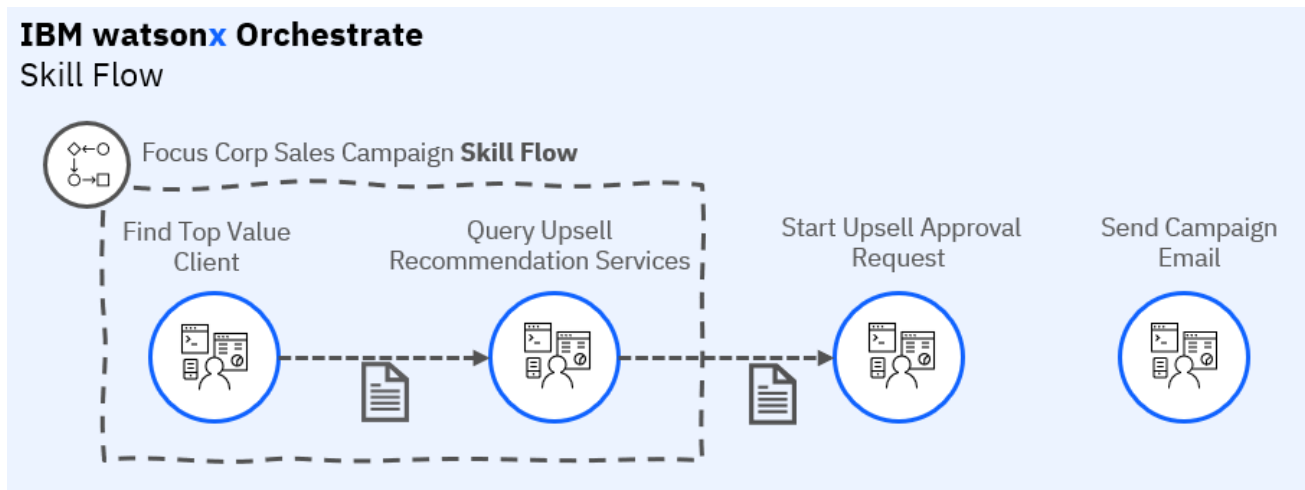 IBM watsonx Orchestrate
Skill Flow
Focus Corp Sales Campaign Skill Flow
Find Top Value
Client
Query Upsell
Recommendation Services
Start Upsell Approval
Request
Send Campaign
Email